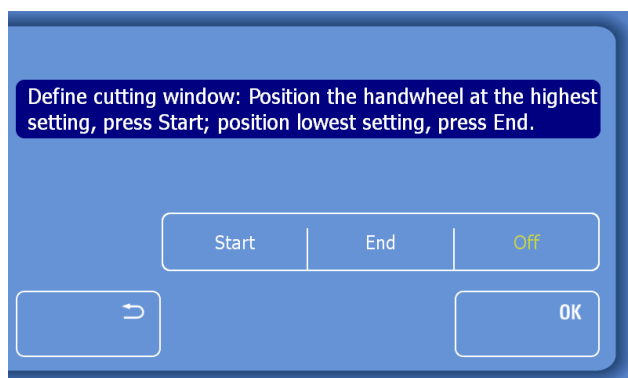 Define cutting window: Position the handwheel at the highest
setting, press Start; position lowest setting, press End.
Start End Off
OK